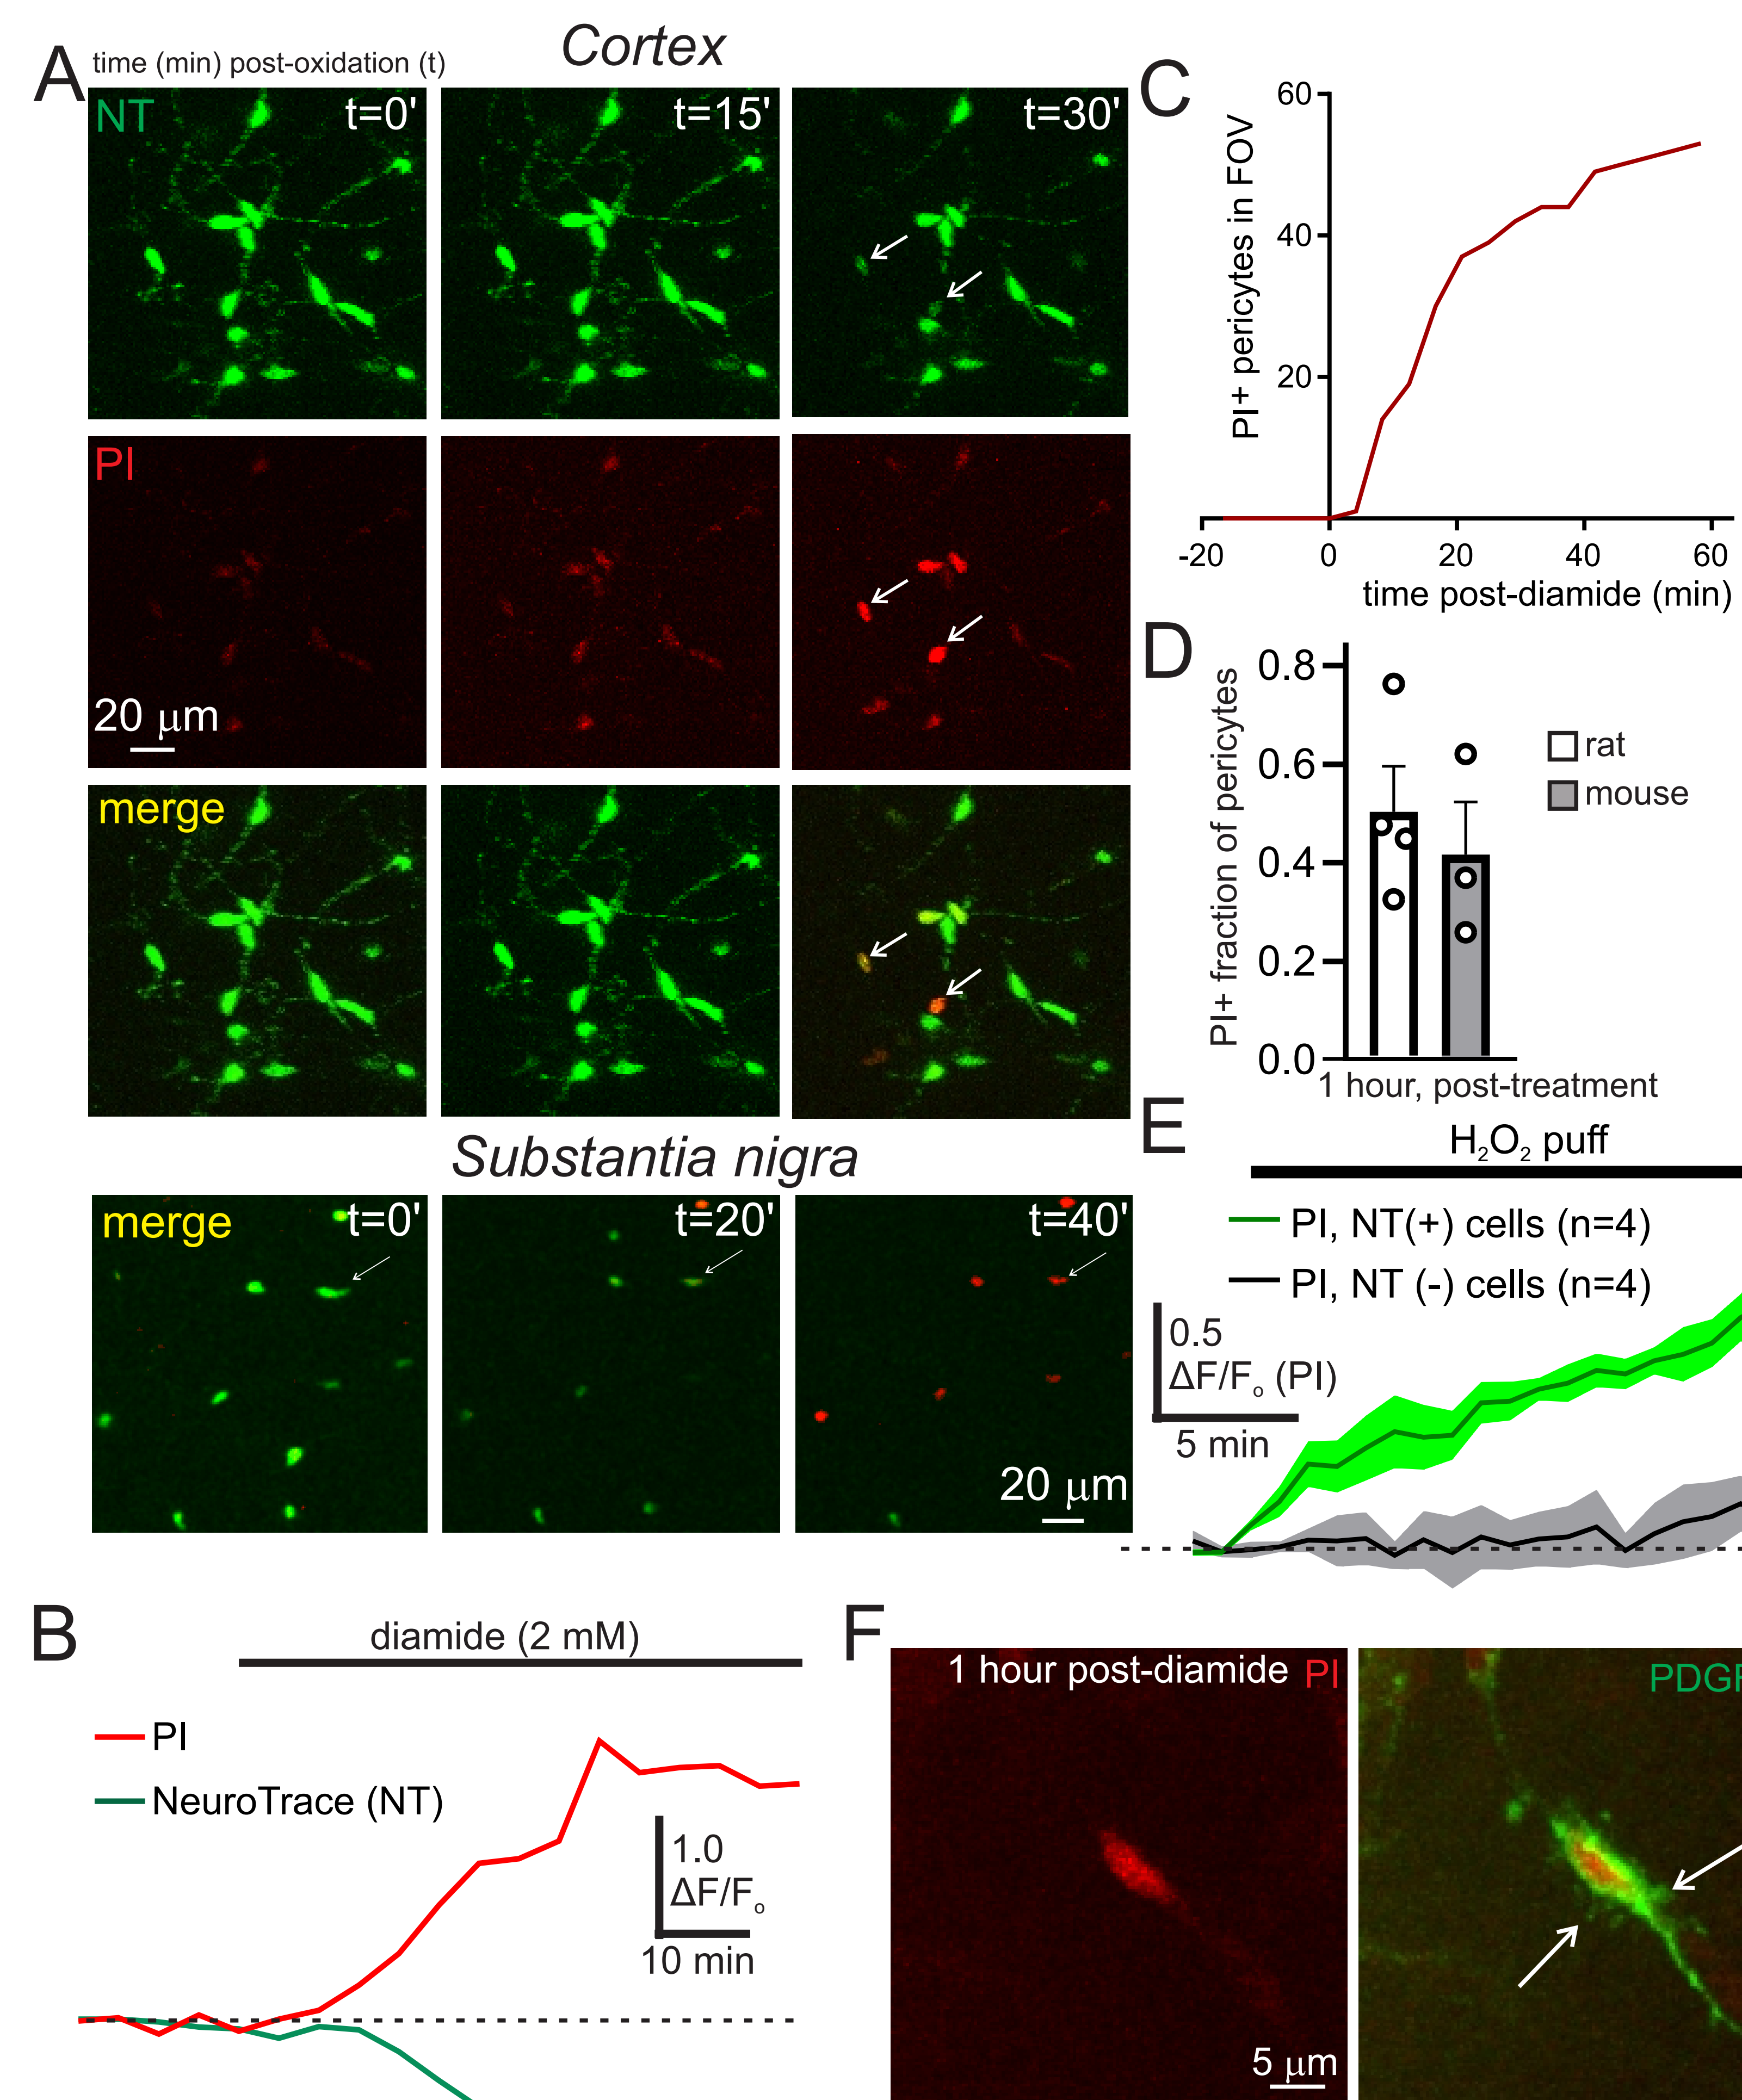 A
time (min) post-oxidation (t)
Cortex
NT
t=0'
t=15'
t=30'
PI
20 μm
merge
Substantia nigra
merge
t=0'
t=20'
t=40'
20 μm
B
diamide (2 mM)
PI
NeuroTrace (NT)
1.0
ΔF/Fo
10 min
C
PI+ pericytes in FOV
60
40
20
-20
0
20
40
60
time post-diamide (min)
D
PI+ fraction of pericytes
0.8
0.6
0.4
0.2
0.0
rat
mouse
1 hour, post-treatment
E
H2O2 puff
PI, NT(+) cells (n=4)
PI, NT (-) cells (n=4)
0.5
ΔF/Fo (PI)
5 min
F
1 hour post-diamide PI
5 μm